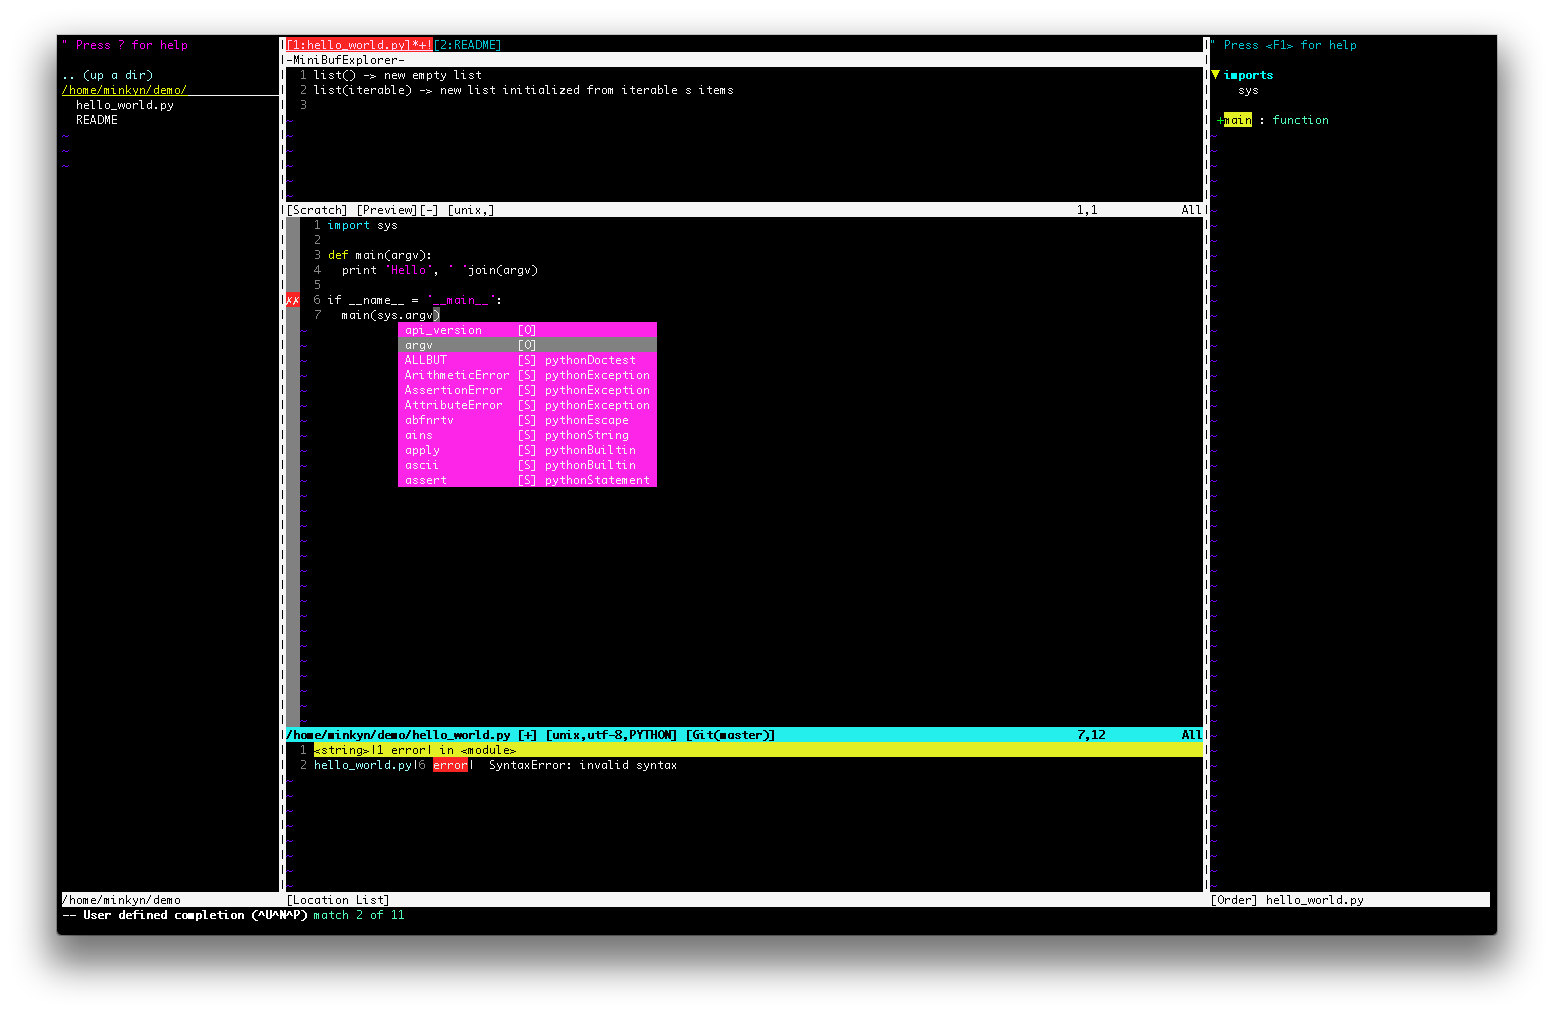 " Press ? for help
.. (up a dir)
/home/minkyn/demo/
hello_world.py
README
/home/minkyn/demo
[1:hello_world.py]*+![2:README]
-MiniBufExplorer-
1 list() -> new empty list
2 list(iterable) -> new list initialized from iterable s items
3
[Scratch] [Preview][-] [unix,] 1,1 All
1 import sys
2
3 def main(argv):
4 print 'Hello', ' 'join(argv)
5
✗✗ 6 if __name__ = '__main__':
7 main(sys.argv)
api_version [O]
argv [O]
ALLBUT [S] pythonDoctest
ArithmeticError [S] pythonException
AssertionError [S] pythonException
AttributeError [S] pythonException
abfnrtv [S] pythonEscape
ains [S] pythonString
apply [S] pythonBuiltin
ascii [S] pythonBuiltin
assert [S] pythonStatement
/home/minkyn/demo/hello_world.py [+] [unix,utf-8,PYTHON] [Git(master)] 7,12 All
1 <string>|1 error| in <module>
2 hello_world.py|6 error| SyntaxError: invalid syntax
[Location List]
" Press <F1> for help
▼ imports
sys
+main : function
[Order] hello_world.py
-- User defined completion (^U^N^P) match 2 of 11